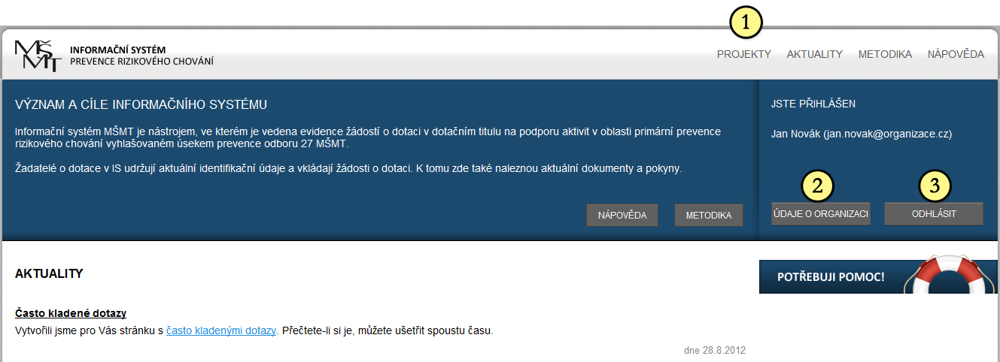 1
MŠMT
INFORMAČNÍ SYSTÉM
PREVENCE RIZIKOVÉHO CHOVÁNÍ
PROJEKTY AKTUALITY METODIKA NÁPOVĚDA
VÝZNAM A CÍLE INFORMAČNÍHO SYSTÉMU
Informační systém MŠMT je nástrojem, ve kterém je vedena evidence žádostí o dotaci v dotačním titulu na podporu aktivit v oblasti primární prevence
rizikového chování vyhlašovaném úsekem prevence odboru 27 MŠMT.
Žadatelé o dotace v IS udržují aktuální identifikační údaje a vkládají žádosti o dotaci. K tomu zde také naleznou aktuální dokumenty a pokyny.
NÁPOVĚDA METODIKA
JSTE PŘIHLÁŠEN
Jan Novák (jan.novak@organizace.cz)
2 3
ÚDAJE O ORGANIZACI ODHLÁSIT
AKTUALITY
Často kladené dotazy
Vytvořili jsme pro Vás stránku s často kladenými dotazy. Přečtete-li si je, můžete ušetřit spoustu času.
dne 28.8.2012
POTŘEBUJI POMOC!